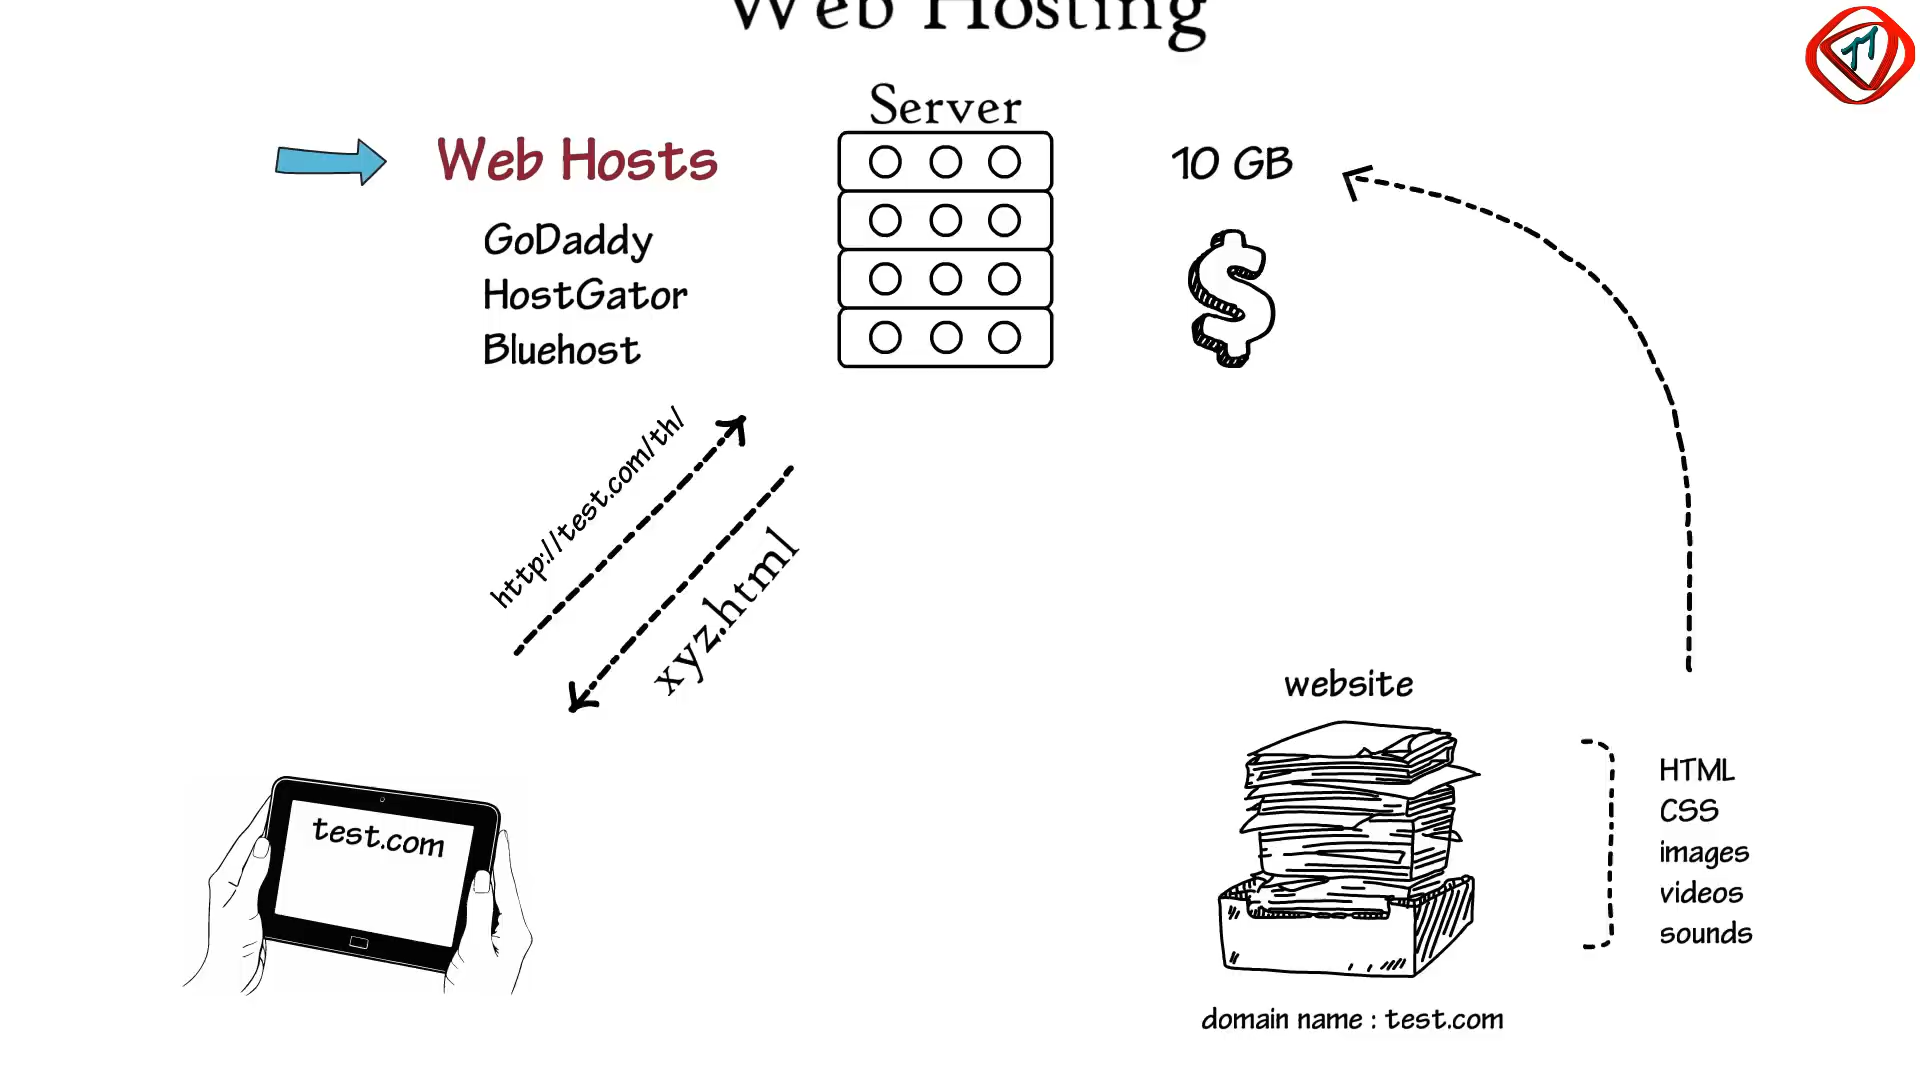 Web Hosting
Server
Web Hosts
10 GB
GoDaddy
HostGator
Bluehost
http://test.com/th/
xyz.html
website
test.com
HTML
CSS
images
videos
sounds
domain name : test.com